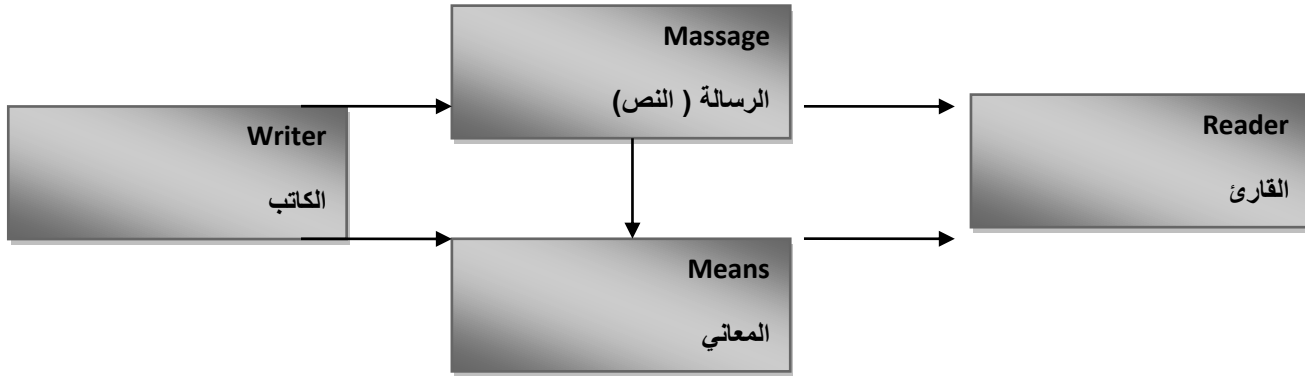 Massage
الرسالة ( النص)
Writer
الكاتب
Reader
القارئ
Means
المعاني